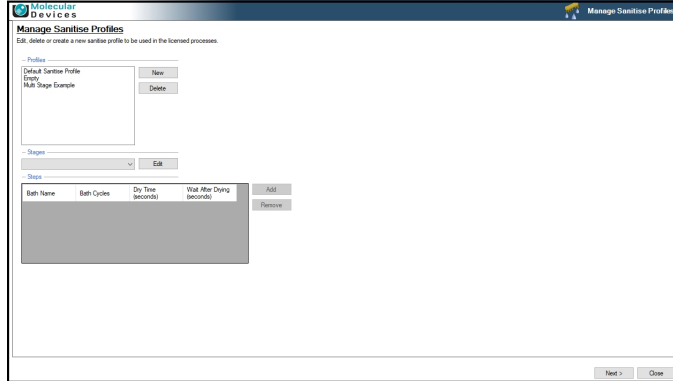 Molecular
Devices
Manage Sanitise Profiles
Manage Sanitise Profiles
Edit, delete or create a new sanitise profile to be used in the licensed processes.
Profiles
Default Sanitise Profile
Empty
Multi Stage Example
New
Delete
Stages
Edit
Steps
Bath Name
Bath Cycles
Dry Time
(seconds)
Wait After Drying
(seconds)
Add
Remove
Next >
Close